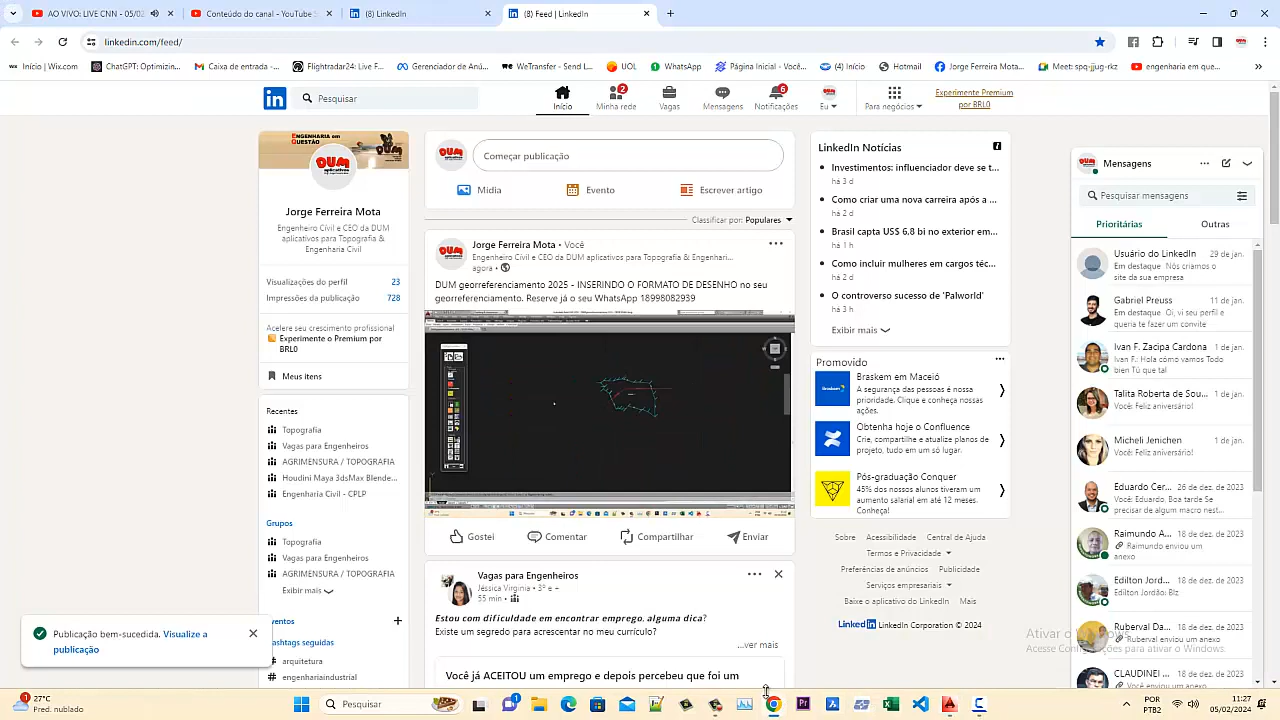 AO VIVO: LIVE CNN - 05/0
Conteúdo do canal - YouTube S
(8) LinkedIn
(8) Feed | LinkedIn
linkedin.com/feed/
Início | Wix.com
ChatGPT: Optimizin...
Caixa de entrada -...
Flightradar24: Live F...
Gerenciador de Anú...
WeTransfer - Send L...
UOL
WhatsApp
Página Inicial - Você...
(4) Início
Hotmail
Jorge Ferreira Mota...
Meet: spq-jjug-rkz
engenharia em que...
Pesquisar
Início
2
Minha rede
Vagas
Mensagens
6
Notificações
Eu
Para negócios
Experimente Premium
por BRL0
ENGENHARIA EM
QUESTÃO
DUM
aplicativos
Jorge Ferreira Mota
Engenheiro Civil e CEO da DUM
aplicativos para Topografia &
Engenharia Civil
Visualizações do perfil 23
Impressões da publicação 728
Acelere seu crescimento profissional
Experimente o Premium por
BRL0
Meus itens
Recentes
Topografia
Vagas para Engenheiros
AGRIMENSURA / TOPOGRAFIA
Houdini Maya 3dsMax Blende...
Engenharia Civil - CPLP
Grupos
Topografia
Vagas para Engenheiros
AGRIMENSURA / TOPOGRAFIA
Exibir mais
ventos
ashtags seguidas
arquitetura
engenhariaindustrial
Publicação bem-sucedida. Visualize a
publicação
Começar publicação
Mídia
Evento
Escrever artigo
Classificar por: Populares
Jorge Ferreira Mota • Você
Engenheiro Civil e CEO da DUM aplicativos para Topografia & Engenhari...
agora •
DUM georreferenciamento 2025 - INSERINDO O FORMATO DE DESENHO no seu
georreferenciamento. Reserve já o seu WhatsApp 18998082939
Gostei
Comentar
Compartilhar
Enviar
Vagas para Engenheiros
Jéssica Virginia • 3º e +
55 min •
Estou com dificuldade em encontrar emprego, alguma dica?
Existe um segredo para acrescentar no meu currículo?
...ver mais
Você já ACEITOU um emprego e depois percebeu que foi um
LinkedIn Notícias
Investimentos: influenciador deve se t...
há 3 d
Como criar uma nova carreira após a ...
há 2 d
Brasil capta US$ 6,8 bi no exterior em...
há 1 h
Como incluir mulheres em cargos téc...
há 2 d
O controverso sucesso de 'Palworld'
há 3 h
Exibir mais
Promovido
Braskem em Maceió
A segurança das pessoas é nossa
prioridade. Clique e conheça nossas
ações.
Obtenha hoje o Confluence
Crie, compartilhe e atualize planos de
projeto, tudo em um só lugar.
Pós-graduação Conquer
45% dos nossos alunos tiveram um
aumento salarial em até 12 meses.
Conheça!
Sobre
Acessibilidade
Central de Ajuda
Termos e Privacidade
Preferências de anúncios
Publicidade
Serviços empresariais
Baixe o aplicativo do LinkedIn
Mais
LinkedIn LinkedIn Corporation © 2024
Mensagens
Pesquisar mensagens
Prioritárias
Outras
Usuário do LinkedIn 29 de jan.
Em destaque Nós criamos o
site da sua empresa
Gabriel Preuss 11 de jan.
Em destaque Oi, vi seu perfil e
queria te fazer um convite
Ivan F. Zacipa Cardona 1 de jan.
Ivan F.: Hola cómo vamos Todo
bien Tú que tal
Talita Roberta de Sou... 1 de jan.
Você: Feliz aniversário!
Micheli Jenichen 1 de jan.
Você: Feliz aniversário!
Eduardo Cer... 26 de dez. de 2023
Você: Eduardo, Boa tarde Se
precisar de algum macro nest...
Raimundo A... 18 de dez. de 2023
Raimundo enviou um
anexo
Edilton Jord... 18 de dez. de 2023
Edilton Jordão: Blz
Ruberval Da... 18 de dez. de 2023
Ruberval enviou um anexo
CLAUDINEI 18 de dez. de 2023
Você enviou um anexo
Ativar o Windows
Acesse Configurações para ativar o Windows.
1
27°C
Pred. nublado
Pesquisar
1
POR
PTB2
11:27
05/02/2024